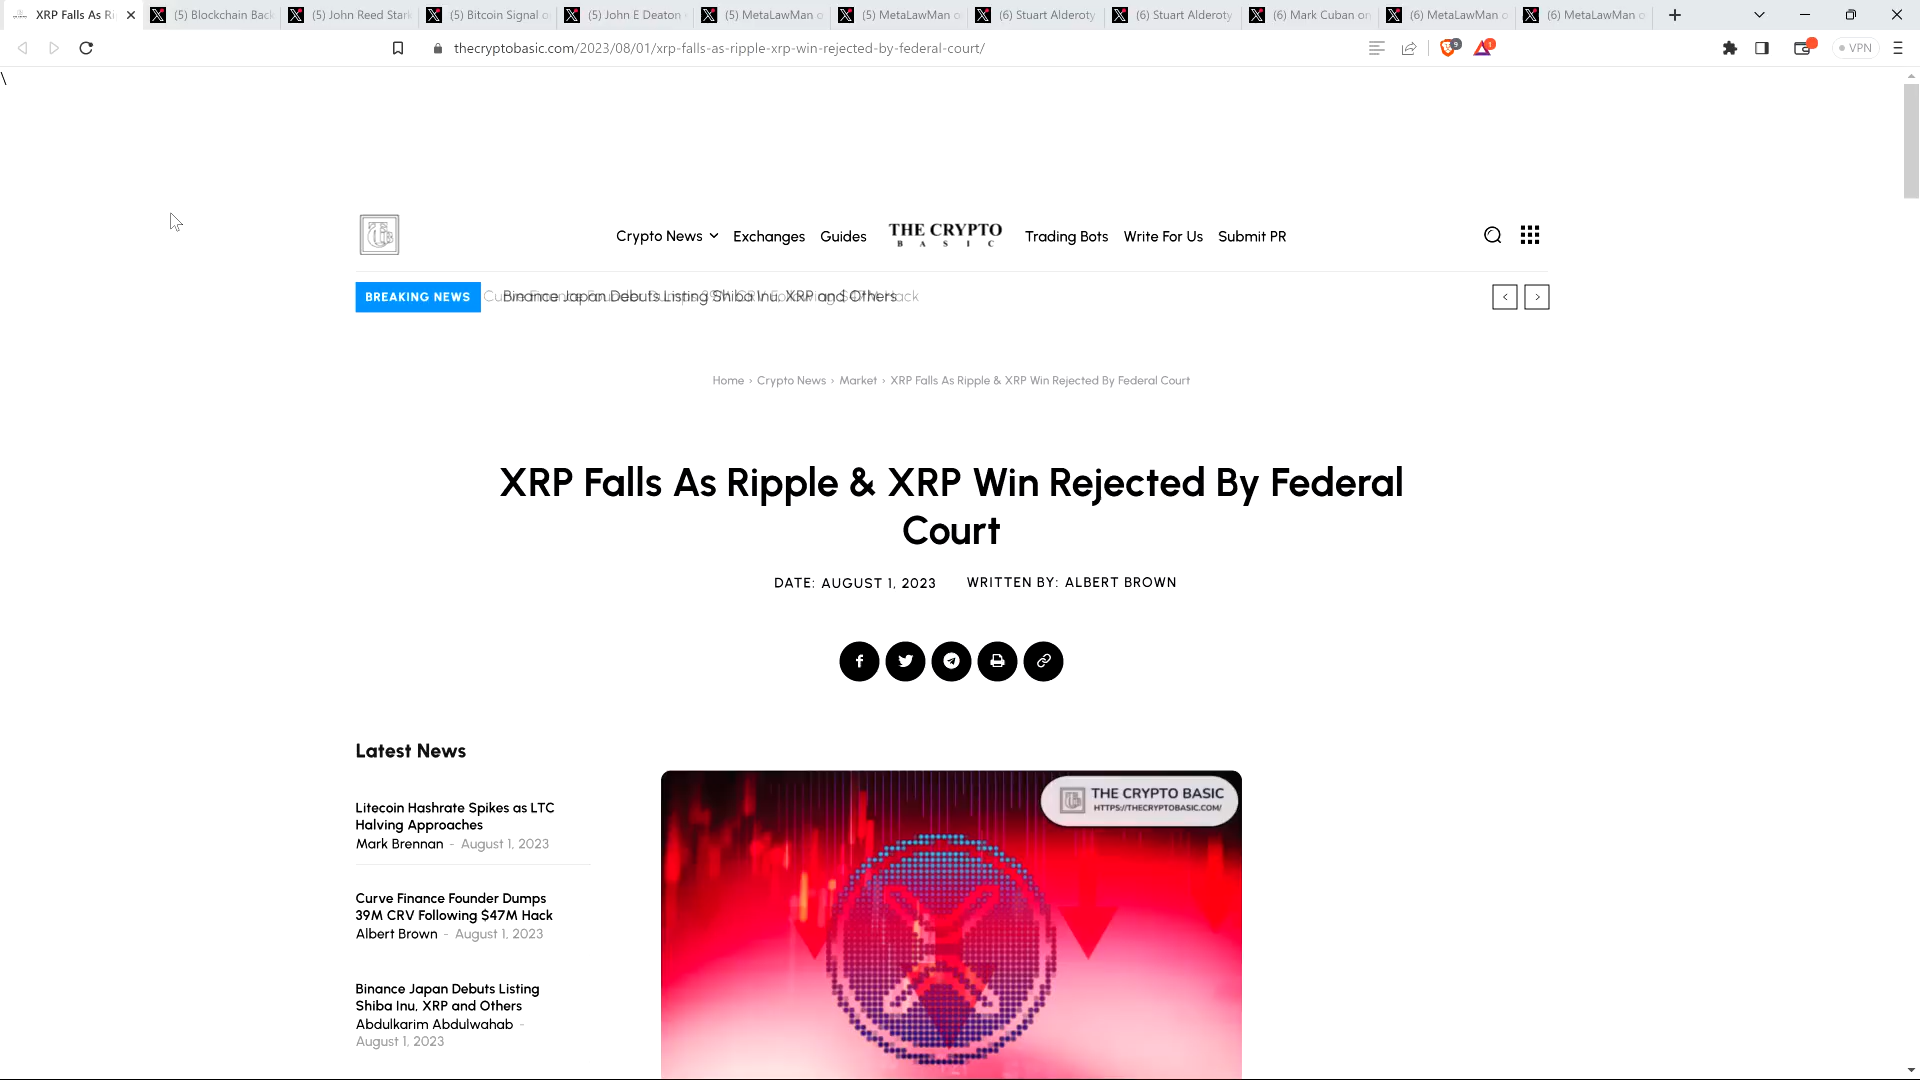 XRP Falls As Ri
(5) Blockchain Back
(5) John Reed Stark
(5) Bitcoin Signal o
(5) John E Deaton
(5) MetaLawMan o
(5) MetaLawMan o
(6) Stuart Alderoty
(6) Stuart Alderoty
(6) Mark Cuban on
(6) MetaLawMan o
(6) MetaLawMan o
thecryptobasic.com/2023/08/01/xrp-falls-as-ripple-xrp-win-rejected-by-federal-court/
9
1
VPN
\
Crypto News
Exchanges
Guides
THE CRYPTO
BASIC
Trading Bots
Write For Us
Submit PR
BREAKING NEWS
Binance Japan Debuts Listing Shiba Inu, XRP and Others
Home › Crypto News › Market › XRP Falls As Ripple & XRP Win Rejected By Federal Court
XRP Falls As Ripple & XRP Win Rejected By Federal
Court
DATE: AUGUST 1, 2023
WRITTEN BY: ALBERT BROWN
Latest News
Litecoin Hashrate Spikes as LTC
Halving Approaches
Mark Brennan - August 1, 2023
Curve Finance Founder Dumps
39M CRV Following $47M Hack
Albert Brown - August 1, 2023
Binance Japan Debuts Listing
Shiba Inu, XRP and Others
Abdulkarim Abdulwahab -
August 1, 2023
THE CRYPTO BASIC
HTTPS://THECRYPTOBASIC.COM/